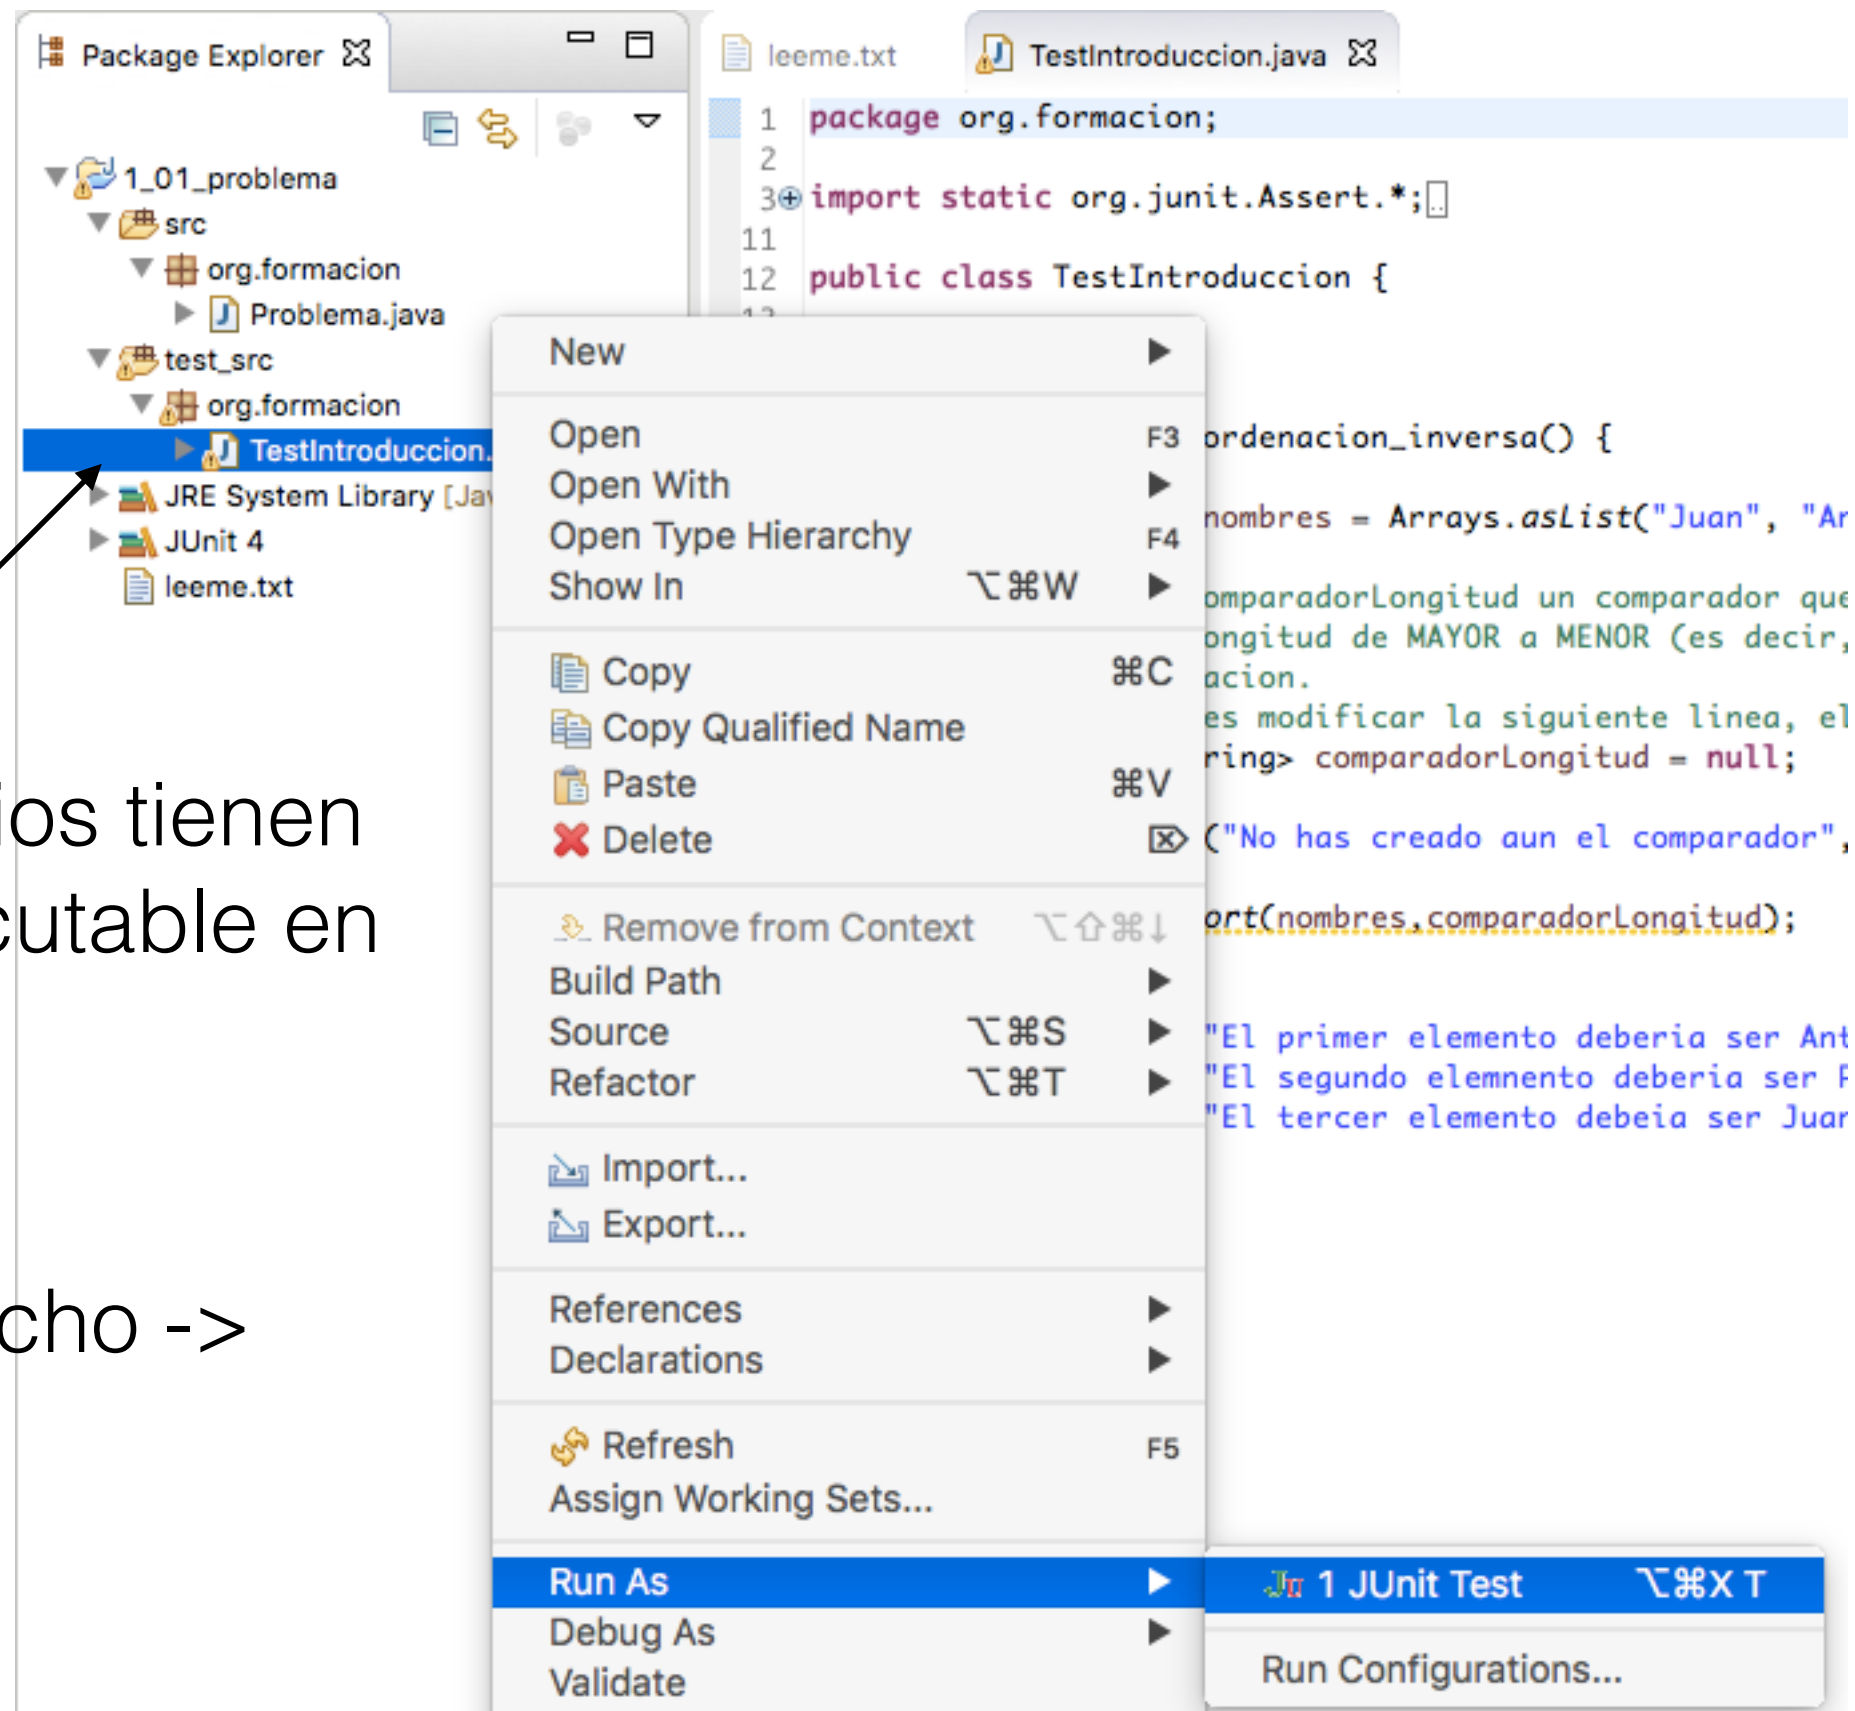 Package Explorer
1_01_problema
src
org.formacion
Problema.java
test_src
org.formacion
TestIntroduccion.
JRE System Library
JUnit 4
leeme.txt
tienen
en
->
leeme.txt
TestIntroduccion.java
1 package org.formacion;
2
3 import static org.junit.Assert.*;
11
12 public class TestIntroduccion {
ordenacion_inversa() {
nombres = Arrays.asList("Juan", "
omparadorLongitud un comparador que
ongitud de MAYOR a MENOR (es decir,
acion.
es modificar la siguiente linea, el
ring> comparadorLongitud = null;
("No has creado aun el comparador",
ort(nombres,comparadorLongitud);
"El primer elemento deberia ser Ant
"El segundo elemnento deberia ser
"El tercer elemento debeia ser Juan
New
Open F3
Open With
Open Type Hierarchy F4
Show In ⌥⌘W
Copy ⌘C
Copy Qualified Name
Paste ⌘V
Delete ⌦
Remove from Context ⌥⇧⌘↓
Build Path
Source ⌥⌘S
Refactor ⌥⌘T
Import...
Export...
References
Declarations
Refresh F5
Assign Working Sets...
Run As
Debug As
Validate
1 JUnit Test ⌥⌘X T
Run Configurations...